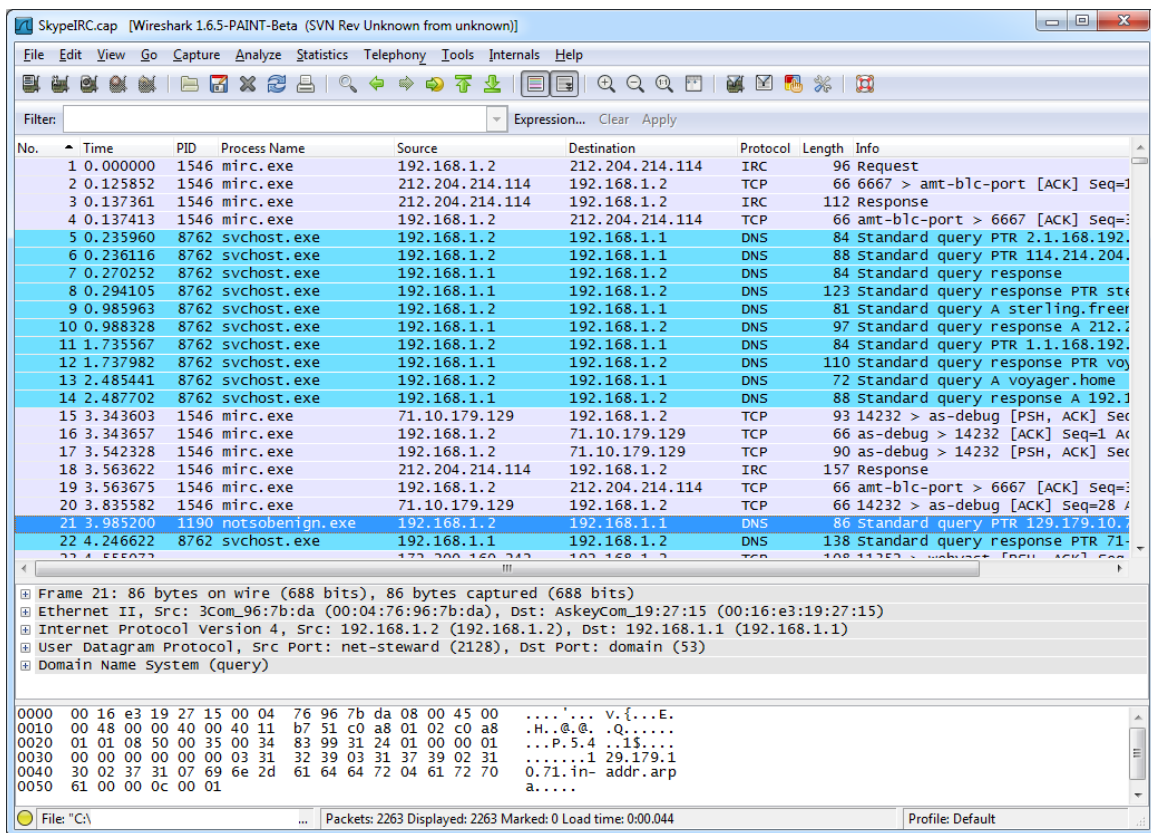 SkypeIRC.cap [Wireshark 1.6.5-PAINT-Beta (SVN Rev Unknown from unknown)]
File Edit View Go Capture Analyze Statistics Telephony Tools Internals Help
Filter: Expression... Clear Apply
No. Time PID Process Name Source Destination Protocol Length Info
1 0.000000 1546 mirc.exe 192.168.1.2 212.204.214.114 IRC 96 Request
2 0.125852 1546 mirc.exe 212.204.214.114 192.168.1.2 TCP 66 6667 > amt-blc-port [ACK] Seq=1
3 0.137361 1546 mirc.exe 212.204.214.114 192.168.1.2 IRC 112 Response
4 0.137413 1546 mirc.exe 192.168.1.2 212.204.214.114 TCP 66 amt-blc-port > 6667 [ACK] Seq=3
5 0.235960 8762 svchost.exe 192.168.1.2 192.168.1.1 DNS 84 Standard query PTR 2.1.168.192.
6 0.236116 8762 svchost.exe 192.168.1.2 192.168.1.1 DNS 88 Standard query PTR 114.214.204.
7 0.270252 8762 svchost.exe 192.168.1.1 192.168.1.2 DNS 84 Standard query response
8 0.294105 8762 svchost.exe 192.168.1.1 192.168.1.2 DNS 123 Standard query response PTR ste
9 0.985963 8762 svchost.exe 192.168.1.2 192.168.1.1 DNS 81 Standard query A sterling.freen
10 0.988328 8762 svchost.exe 192.168.1.1 192.168.1.2 DNS 97 Standard query response A 212.2
11 1.735567 8762 svchost.exe 192.168.1.2 192.168.1.1 DNS 84 Standard query PTR 1.1.168.192.
12 1.737982 8762 svchost.exe 192.168.1.1 192.168.1.2 DNS 110 Standard query response PTR voy
13 2.485441 8762 svchost.exe 192.168.1.2 192.168.1.1 DNS 72 Standard query A voyager.home
14 2.487702 8762 svchost.exe 192.168.1.1 192.168.1.2 DNS 88 Standard query response A 192.1
15 3.343603 1546 mirc.exe 71.10.179.129 192.168.1.2 TCP 93 14232 > as-debug [PSH, ACK] Seq
16 3.343657 1546 mirc.exe 192.168.1.2 71.10.179.129 TCP 66 as-debug > 14232 [ACK] Seq=1 Ac
17 3.542328 1546 mirc.exe 192.168.1.2 71.10.179.129 TCP 90 as-debug > 14232 [PSH, ACK] Seq
18 3.563622 1546 mirc.exe 212.204.214.114 192.168.1.2 IRC 157 Response
19 3.563675 1546 mirc.exe 192.168.1.2 212.204.214.114 TCP 66 amt-blc-port > 6667 [ACK] Seq=3
20 3.835582 1546 mirc.exe 71.10.179.129 192.168.1.2 TCP 66 14232 > as-debug [ACK] Seq=28 A
21 3.985200 1190 notsobenign.exe 192.168.1.2 192.168.1.1 DNS 86 Standard query PTR 129.179.10.7
22 4.246622 8762 svchost.exe 192.168.1.1 192.168.1.2 DNS 138 Standard query response PTR 71-
Frame 21: 86 bytes on wire (688 bits), 86 bytes captured (688 bits)
Ethernet II, Src: 3Com_96:7b:da (00:04:76:96:7b:da), Dst: AskeyCom_19:27:15 (00:16:e3:19:27:15)
Internet Protocol Version 4, Src: 192.168.1.2 (192.168.1.2), Dst: 192.168.1.1 (192.168.1.1)
User Datagram Protocol, Src Port: net-steward (2128), Dst Port: domain (53)
Domain Name System (query)
0000 00 16 e3 19 27 15 00 04 76 96 7b da 08 00 45 00 ....'... v.{...E.
0010 00 48 00 00 40 00 40 11 b7 51 c0 a8 01 02 c0 a8 .H..@.@. .Q......
0020 01 01 08 50 00 35 00 34 83 99 31 24 01 00 00 01 ...P.5.4 ..1$....
0030 00 00 00 00 00 00 03 31 32 39 03 31 37 39 02 31 .......1 29.179.1
0040 30 02 37 31 07 69 6e 2d 61 64 64 72 04 61 72 70 0.71.in- addr.arp
0050 61 00 00 0c 00 01 a.....
File: "C:\ ... Packets: 2263 Displayed: 2263 Marked: 0 Load time: 0:00.044 Profile: Default